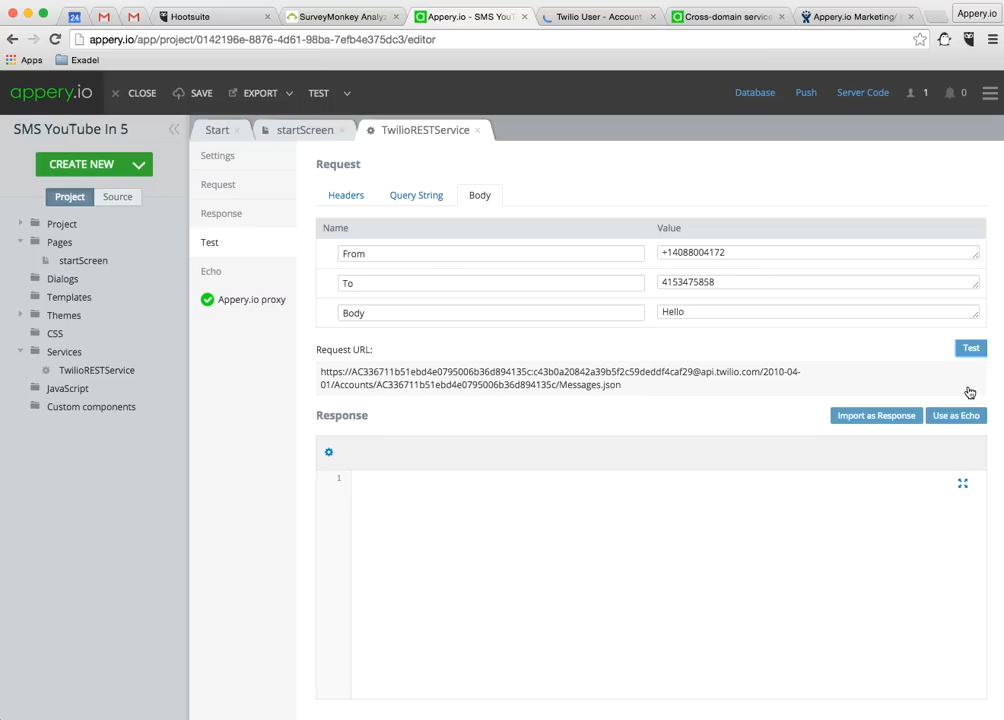 24
Hootsuite
SurveyMonkey Analyz
Appery.io - SMS YouT
Twilio User - Account
Cross-domain service
Appery.io Marketing/
Appery.io
appery.io/app/project/0142196e-8876-4d61-98ba-7efb4e375dc3/editor
Apps
Exadel
appery.io
CLOSE
SAVE
EXPORT
TEST
Database
Push
Server Code
1
0
SMS YouTube In 5
Start
startScreen
TwilioRESTService
CREATE NEW
Project
Source
Project
Pages
startScreen
Dialogs
Templates
Themes
CSS
Services
TwilioRESTService
JavaScript
Custom components
Settings
Request
Response
Test
Echo
Appery.io proxy
Request
Headers
Query String
Body
Name
Value
From
+14088004172
To
4153475858
Body
Hello
Request URL:
Test
https://AC336711b51ebd4e0795006b36d894135c:c43b0a20842a39b5f2c59deddf4caf29@api.twilio.com/2010-04-
01/Accounts/AC336711b51ebd4e0795006b36d894135c/Messages.json
Response
Import as Response
Use as Echo
1